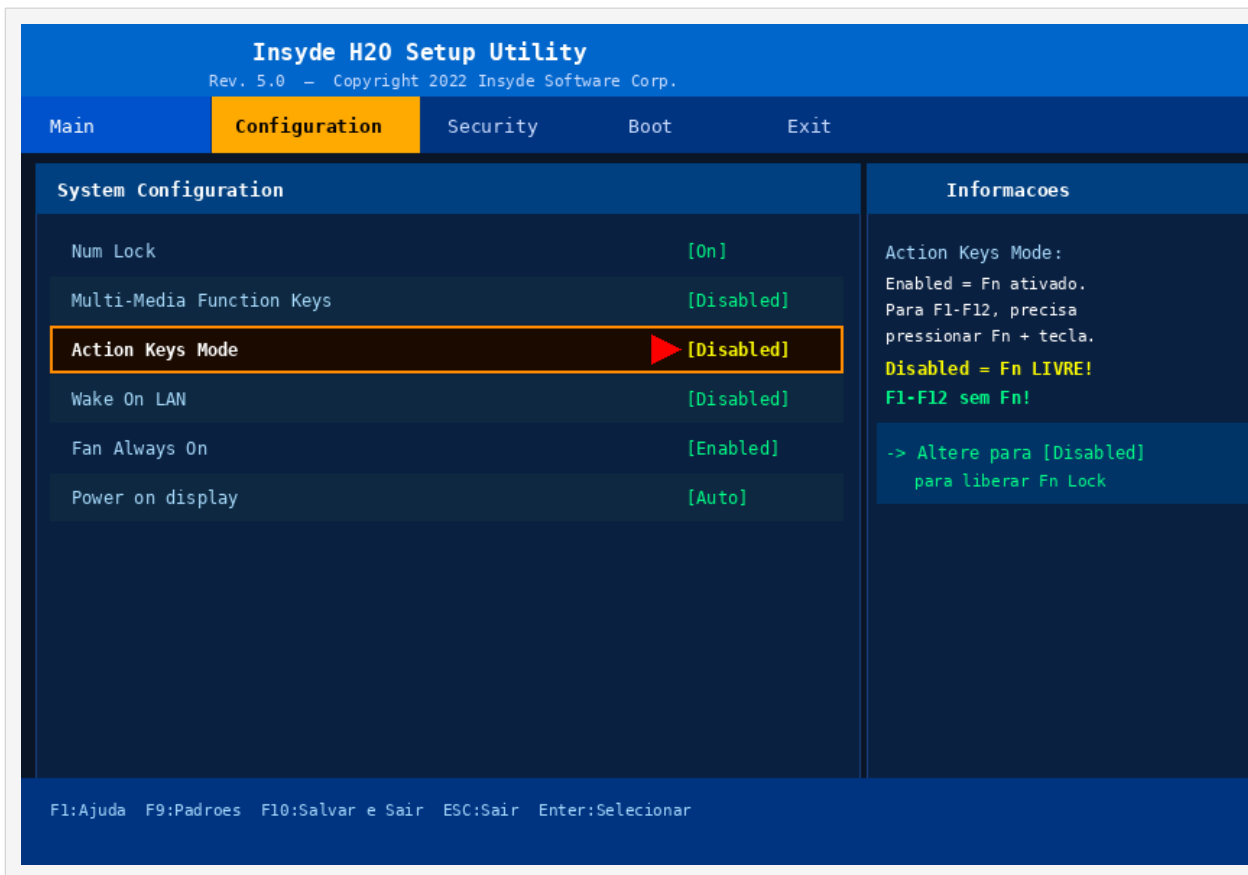 Insyde H2O Setup Utility
Rev. 5.0 — Copyright 2022 Insyde Software Corp.
Main Configuration Security Boot Exit
System Configuration
Num Lock [On]
Multi-Media Function Keys [Disabled]
Action Keys Mode [Disabled]
Wake On LAN [Disabled]
Fan Always On [Enabled]
Power on display [Auto]
Informacoes
Action Keys Mode:
Enabled = Fn ativado.
Para F1-F12, precisa
pressionar Fn + tecla.
Disabled = Fn LIVRE!
F1-F12 sem Fn!
-> Altere para [Disabled]
para liberar Fn Lock
F1:Ajuda F9:Padroes F10:Salvar e Sair ESC:Sair Enter:Selecionar